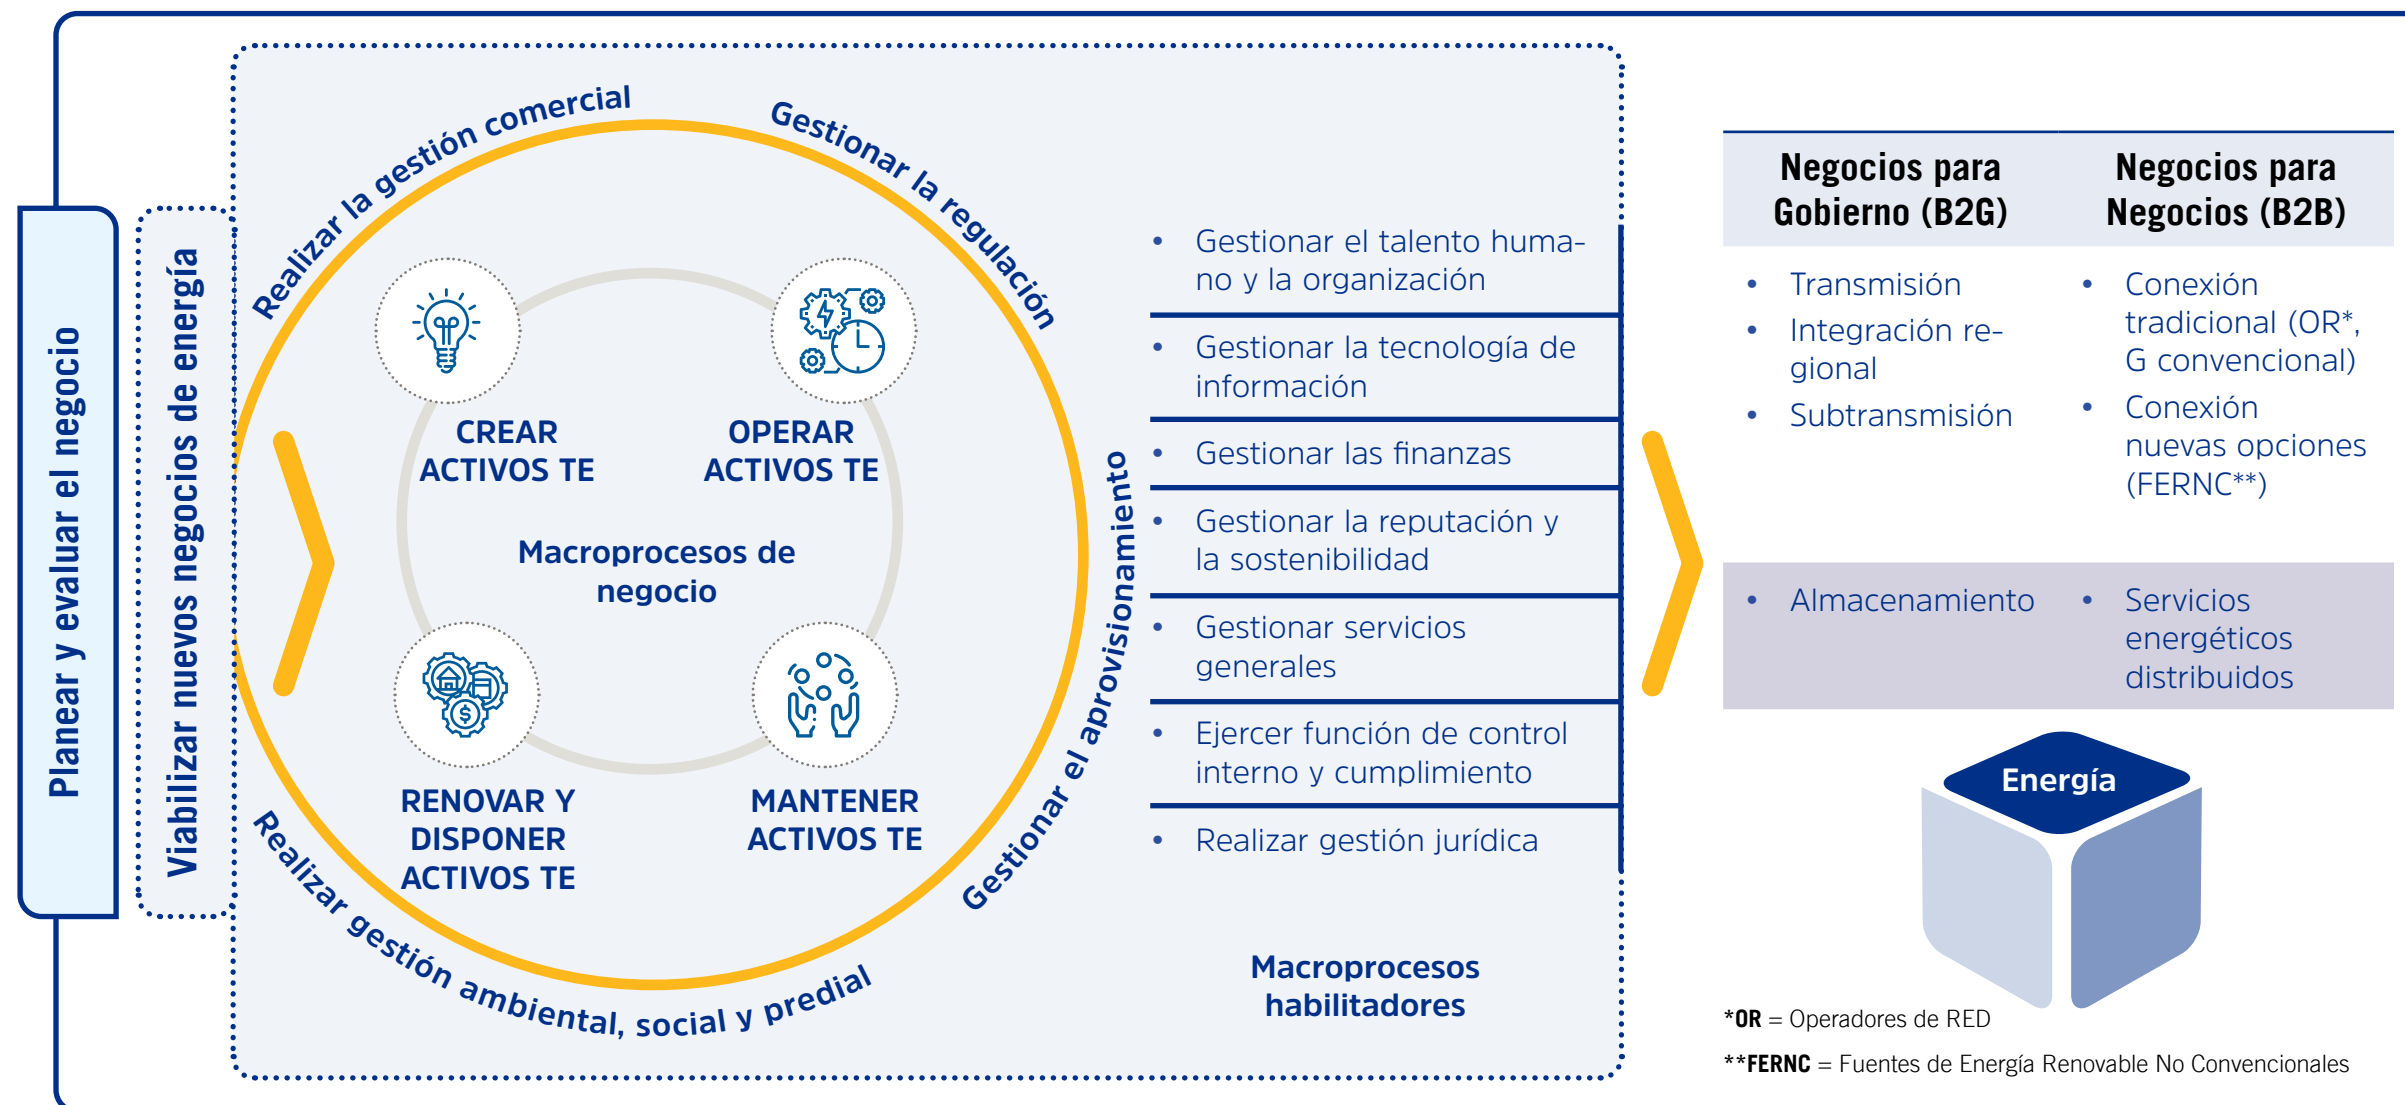 Planear y evaluar el negocio
Viabilizar nuevos negocios de energía
Realizar la gestión comercial
Gestionar la regulación
Gestionar el aprovisionamiento
Realizar gestión ambiental, social y predial
CREAR
ACTIVOS TE
OPERAR
ACTIVOS TE
Macroprocesos de
negocio
RENOVAR Y
DISPONER
ACTIVOS TE
MANTENER
ACTIVOS TE
• Gestionar el talento huma-
no y la organización
• Gestionar la tecnología de
información
• Gestionar las finanzas
• Gestionar la reputación y
la sostenibilidad
• Gestionar servicios
generales
• Ejercer función de control
interno y cumplimiento
• Realizar gestión jurídica
Macroprocesos
habilitadores
Negocios para
Gobierno (B2G)
• Transmisión
• Integración re-
gional
• Subtransmisión
• Almacenamiento
Negocios para
Negocios (B2B)
• Conexión
tradicional (OR*,
G convencional)
• Conexión
nuevas opciones
(FERNC**)
• Servicios
energéticos
distribuidos
Energía
*OR = Operadores de RED
**FERNC = Fuentes de Energía Renovable No Convencionales